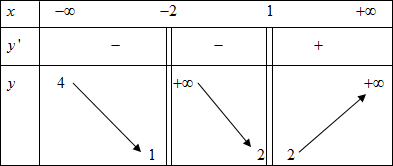 x −∞ −2 1 +∞
y' − − +
y 4 +∞ +∞
1 2 2